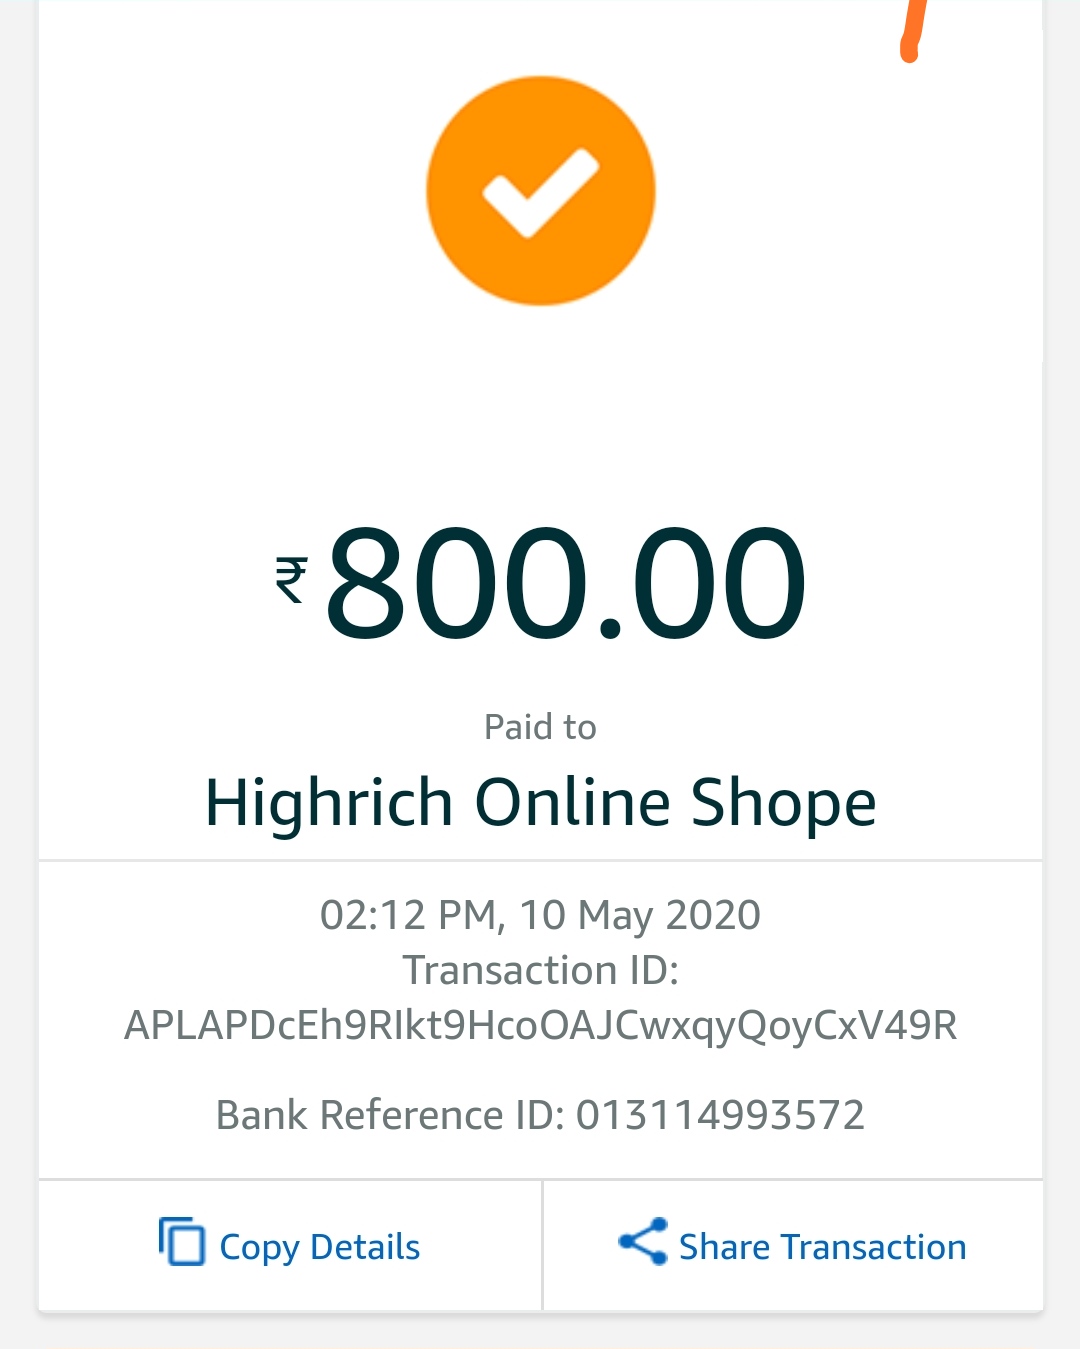 ₹800.00
Paid to
Highrich Online Shope
02:12 PM, 10 May 2020
Transaction ID:
APLAPDcEh9RIkt9HcoOAJCwxqyQoyCxV49R
Bank Reference ID: 013114993572
Copy Details
Share Transaction